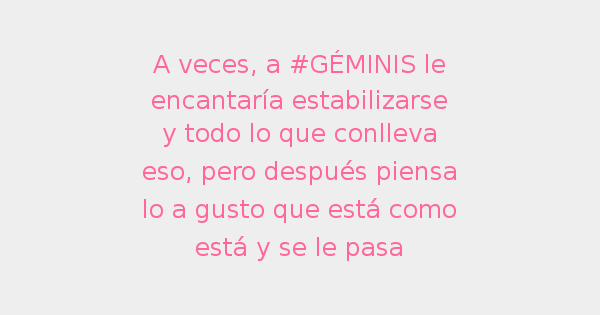 A veces, a #GÉMINIS le
encantaría estabilizarse
y todo lo que conlleva
eso, pero después piensa
lo a gusto que está como
está y se le pasa